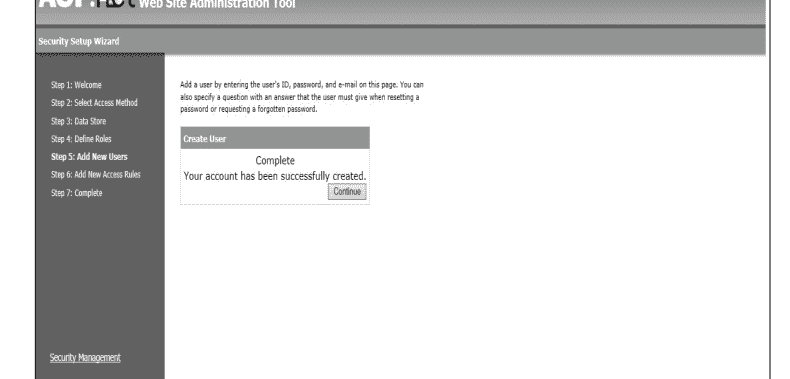 Web Site Administration Tool
Security Setup Wizard
Step 1: Welcome
Step 2: Select Access Method
Step 3: Data Store
Step 4: Define Roles
Step 5: Add New Users
Step 6: Add New Access Rules
Step 7: Complete
Security Management
Add a user by entering the user's ID, password, and e-mail on this page. You can
also specify a question with an answer that the user must give when resetting a
password or requesting a forgotten password.
Create User
Complete
Your account has been successfully created.
Continue